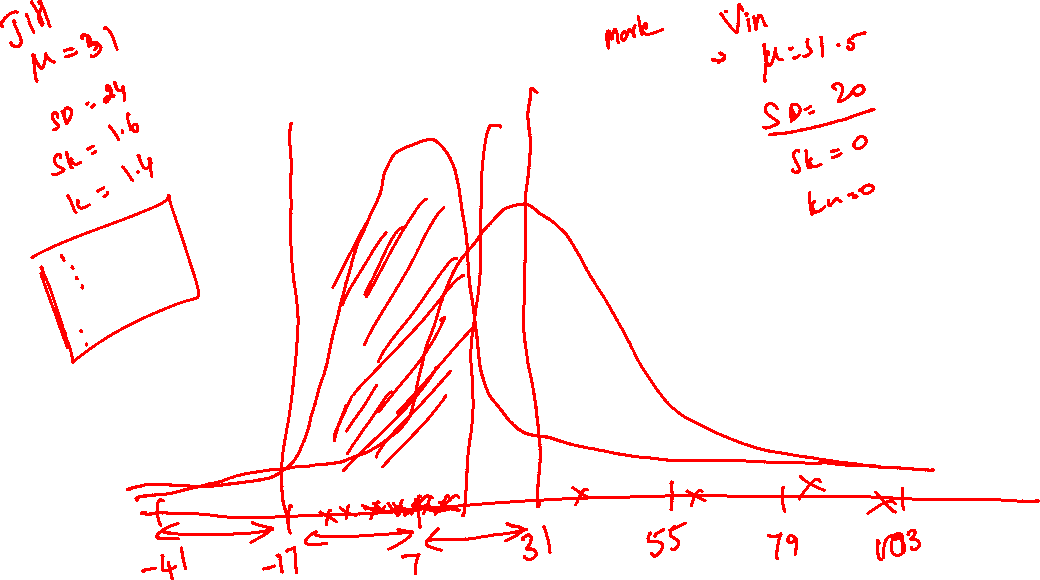 Jill
μ = 31
SD = 24
Sk = 1.6
k = 1.4
mark
Vin
μ = 31.5
SD = 20
Sk = 0
ku = 0
-41 -17 7 31 55 79 103